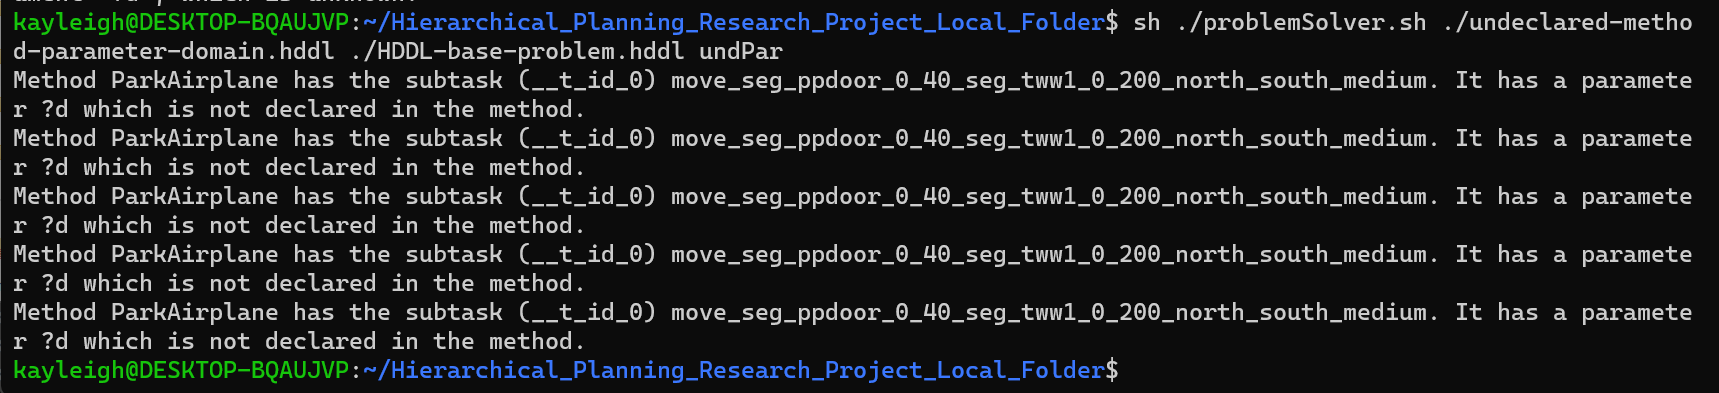 kayleigh@DESKTOP-BQAUJVP:~/Hierarchical_Planning_Research_Project_Local_Folder$ sh ./problemSolver.sh ./undeclared-metho
d-parameter-domain.hddl ./HDDL-base-problem.hddl undPar
Method ParkAirplane has the subtask (__t_id_0) move_seg_ppdoor_0_40_seg_tww1_0_200_north_south_medium. It has a paramete
r ?d which is not declared in the method.
Method ParkAirplane has the subtask (__t_id_0) move_seg_ppdoor_0_40_seg_tww1_0_200_north_south_medium. It has a paramete
r ?d which is not declared in the method.
Method ParkAirplane has the subtask (__t_id_0) move_seg_ppdoor_0_40_seg_tww1_0_200_north_south_medium. It has a paramete
r ?d which is not declared in the method.
Method ParkAirplane has the subtask (__t_id_0) move_seg_ppdoor_0_40_seg_tww1_0_200_north_south_medium. It has a paramete
r ?d which is not declared in the method.
Method ParkAirplane has the subtask (__t_id_0) move_seg_ppdoor_0_40_seg_tww1_0_200_north_south_medium. It has a paramete
r ?d which is not declared in the method.
kayleigh@DESKTOP-BQAUJVP:~/Hierarchical_Planning_Research_Project_Local_Folder$